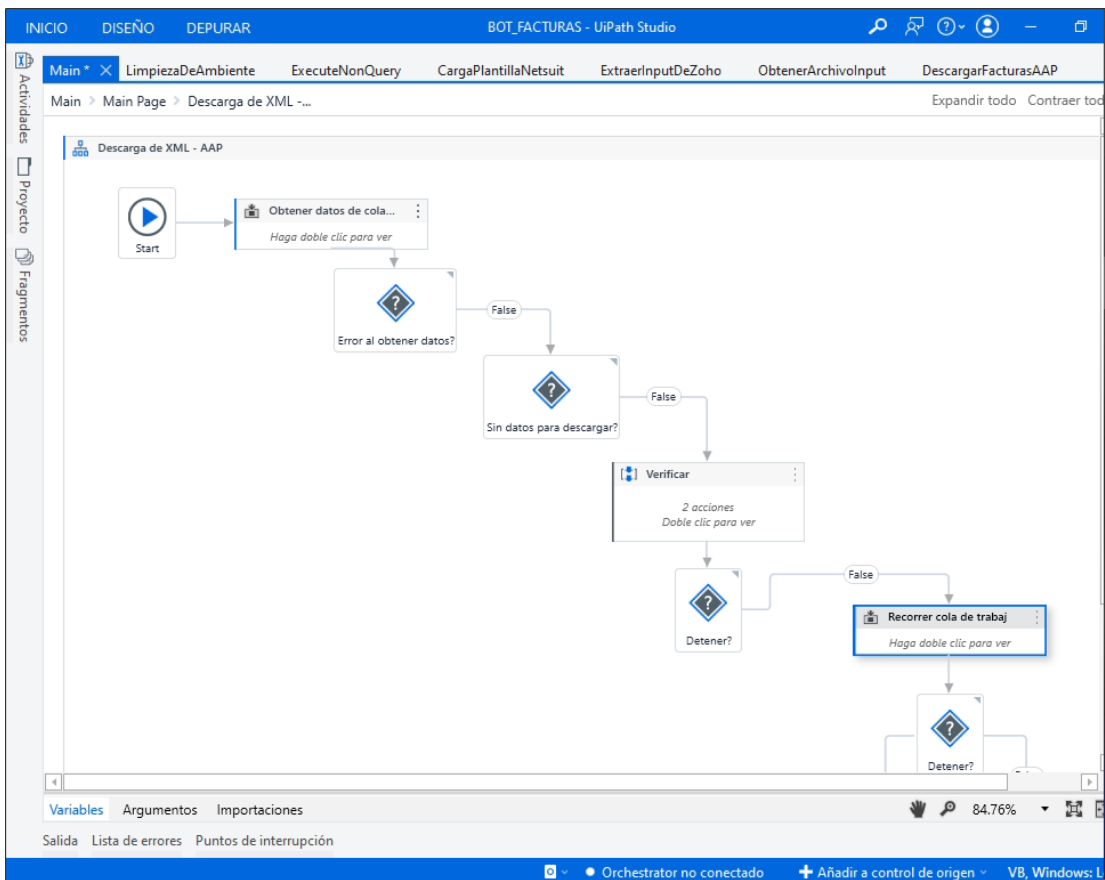 INICIO DISEÑO DEPURAR BOT_FACTURAS - UiPath Studio
Main * LimpiezaDeAmbiente ExecuteNonQuery CargaPlantillaNetsuit ExtraerInputDeZoho ObtenerArchivoInput DescargarFacturasAAP
Main > Main Page > Descarga de XML -... Expandir todo Contraer tod
Actividades
Proyecto
Fragmentos
Descarga de XML - AAP
Start
Obtener datos de cola...
Haga doble clic para ver
Error al obtener datos?
False
Sin datos para descargar?
False
Verificar
2 acciones
Doble clic para ver
Detener?
False
Recorrer cola de trabaj
Haga doble clic para ver
Detener?
Variables Argumentos Importaciones 84.76%
Salida Lista de errores Puntos de interrupción
Orchestrator no conectado Añadir a control de origen VB, Windows: L